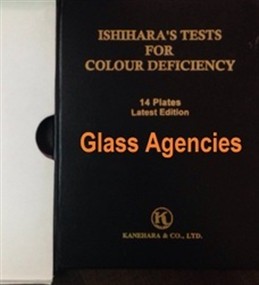 ISHIHARA'S TESTS
FOR
COLOUR DEFICIENCY
14 Plates
Latest Edition
Glass Agencies
K
KANEHARA & CO., LTD.